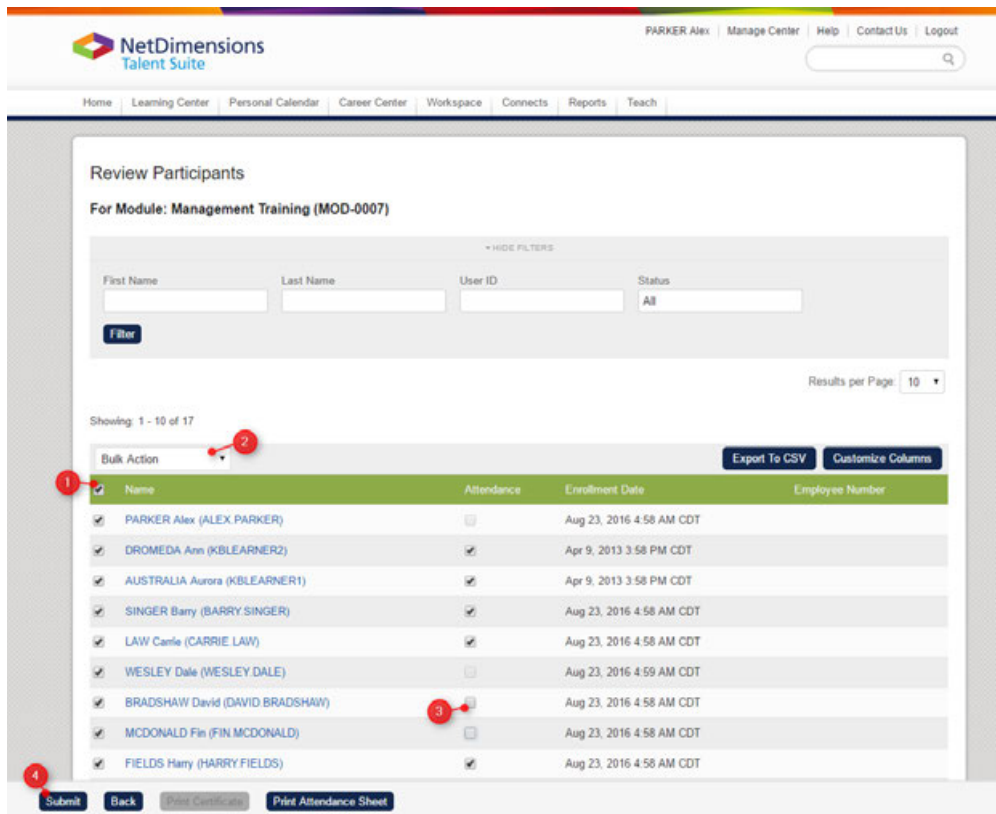 PARKER Alex | Manage Center | Help | Contact Us | Logout
NetDimensions
Talent Suite
Home | Learning Center | Personal Calendar | Career Center | Workspace | Connects | Reports | Teach
Review Participants
For Module: Management Training (MOD-0007)
HIDE FILTERS
First Name Last Name User ID Status
All
Filter
Results per Page: 10
Showing: 1 - 10 of 17
2
Bulk Action Export To CSV Customize Columns
1 Name Attendance Enrollment Date Employee Number
PARKER Alex (ALEX.PARKER) Aug 23, 2016 4:58 AM CDT
DROMEDA Ann (KBLEARNER2) Apr 9, 2013 3:58 PM CDT
AUSTRALIA Aurora (KBLEARNER1) Apr 9, 2013 3:58 PM CDT
SINGER Barry (BARRY.SINGER) Aug 23, 2016 4:58 AM CDT
LAW Carrie (CARRIE.LAW) Aug 23, 2016 4:58 AM CDT
WESLEY Dale (WESLEY.DALE) Aug 23, 2016 4:59 AM CDT
BRADSHAW David (DAVID.BRADSHAW) 3 Aug 23, 2016 4:58 AM CDT
MCDONALD Fin (FIN.MCDONALD) Aug 23, 2016 4:58 AM CDT
FIELDS Harry (HARRY.FIELDS) Aug 23, 2016 4:58 AM CDT
4
Submit Back Print Certificate Print Attendance Sheet